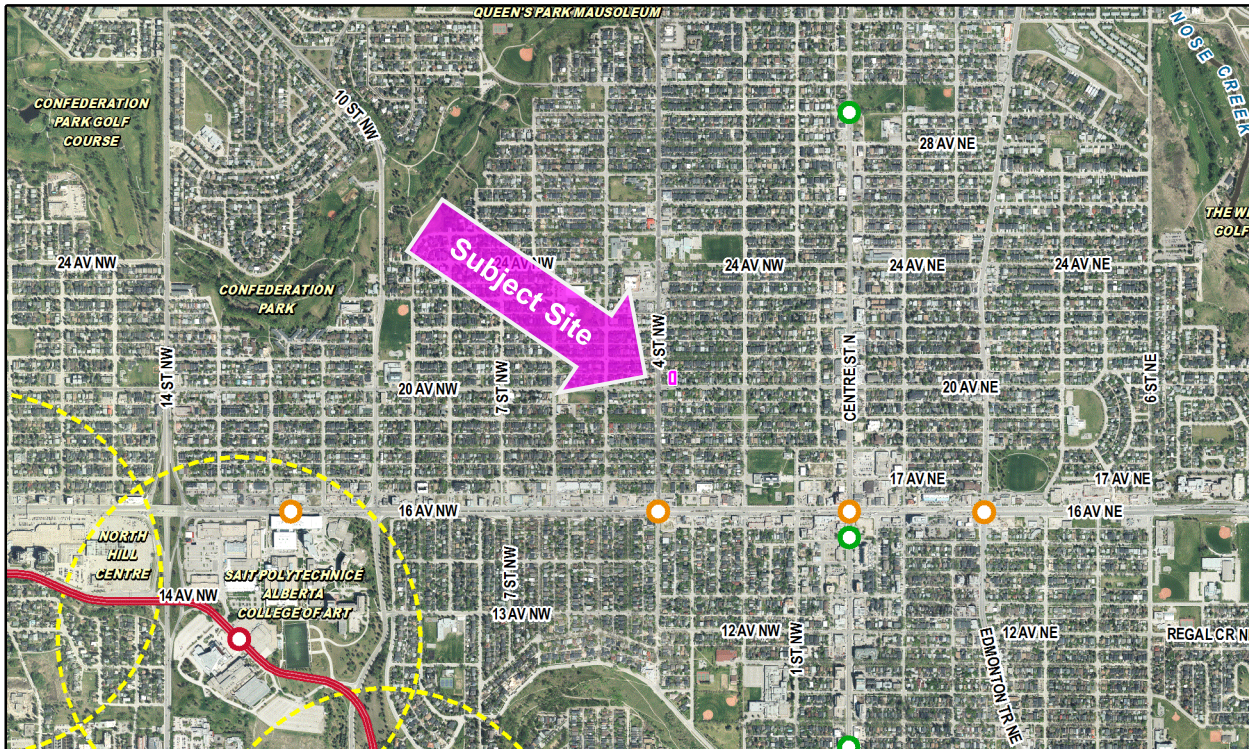 QUEEN'S PARK MAUSOLEUM
NOSE CREEK
CONFEDERATION
PARK GOLF
COURSE
10 ST NW
28 AV NE
THE W
GOLF
Subject Site
24 AV NW
24 AV NW
24 AV NW
24 AV NE
24 AV NE
CONFEDERATION
PARK
14 ST NW
7 ST NW
4 ST NW
CENTRE ST N
6 ST NE
20 AV NW
20 AV NE
17 AV NE
17 AV NE
16 AV NW
16 AV NE
NORTH
HILL
CENTRE
SAIT POLYTECHNICE
ALBERTA
COLLEGE OF ART
14 AV NW
7 ST NW
13 AV NW
12 AV NW
1 ST NW
12 AV NE
EDMONTON TR NE
REGAL CR N